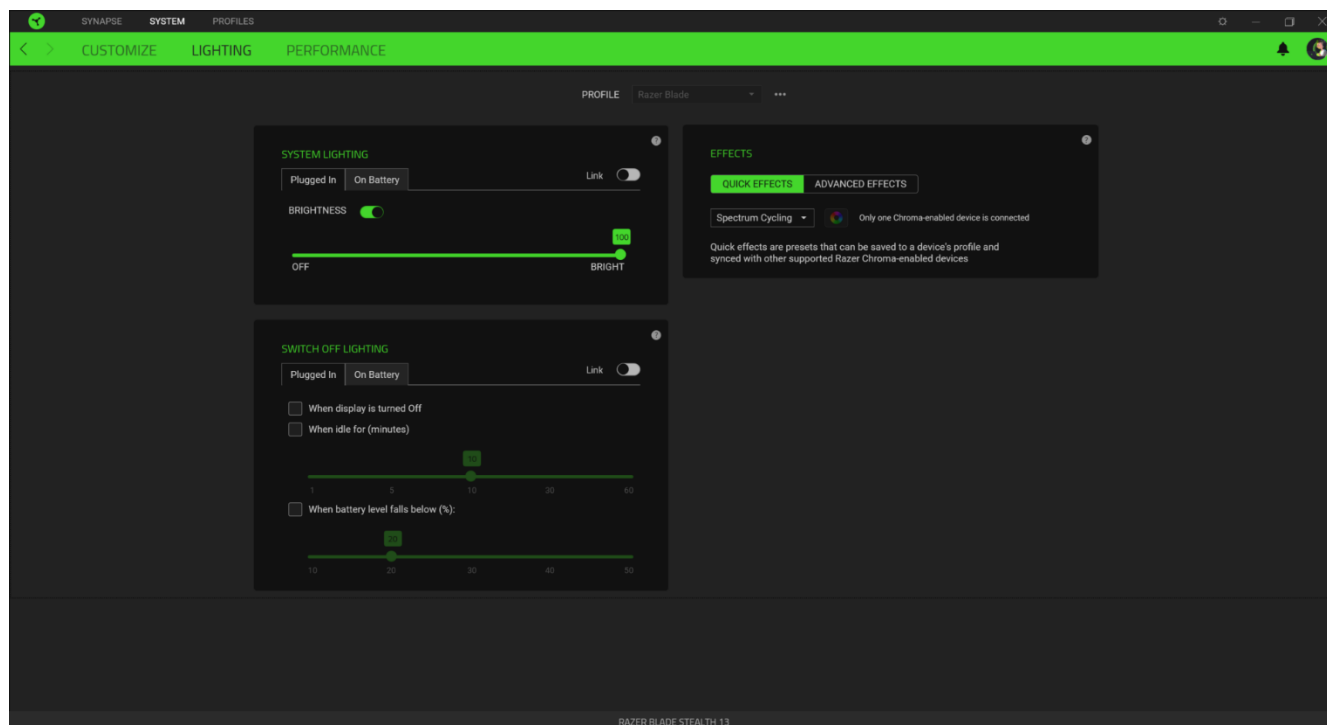 SYNAPSE SYSTEM PROFILES
CUSTOMIZE LIGHTING PERFORMANCE
PROFILE Razer Blade
SYSTEM LIGHTING
Plugged In On Battery Link
BRIGHTNESS
100
OFF BRIGHT
SWITCH OFF LIGHTING
Plugged In On Battery Link
When display is turned Off
When idle for (minutes)
10
1 5 10 30 60
When battery level falls below (%):
20
10 20 30 40 50
EFFECTS
QUICK EFFECTS ADVANCED EFFECTS
Spectrum Cycling Only one Chroma-enabled device is connected
Quick effects are presets that can be saved to a device's profile and
synced with other supported Razer Chroma-enabled devices
RAZER BLADE STEALTH 13